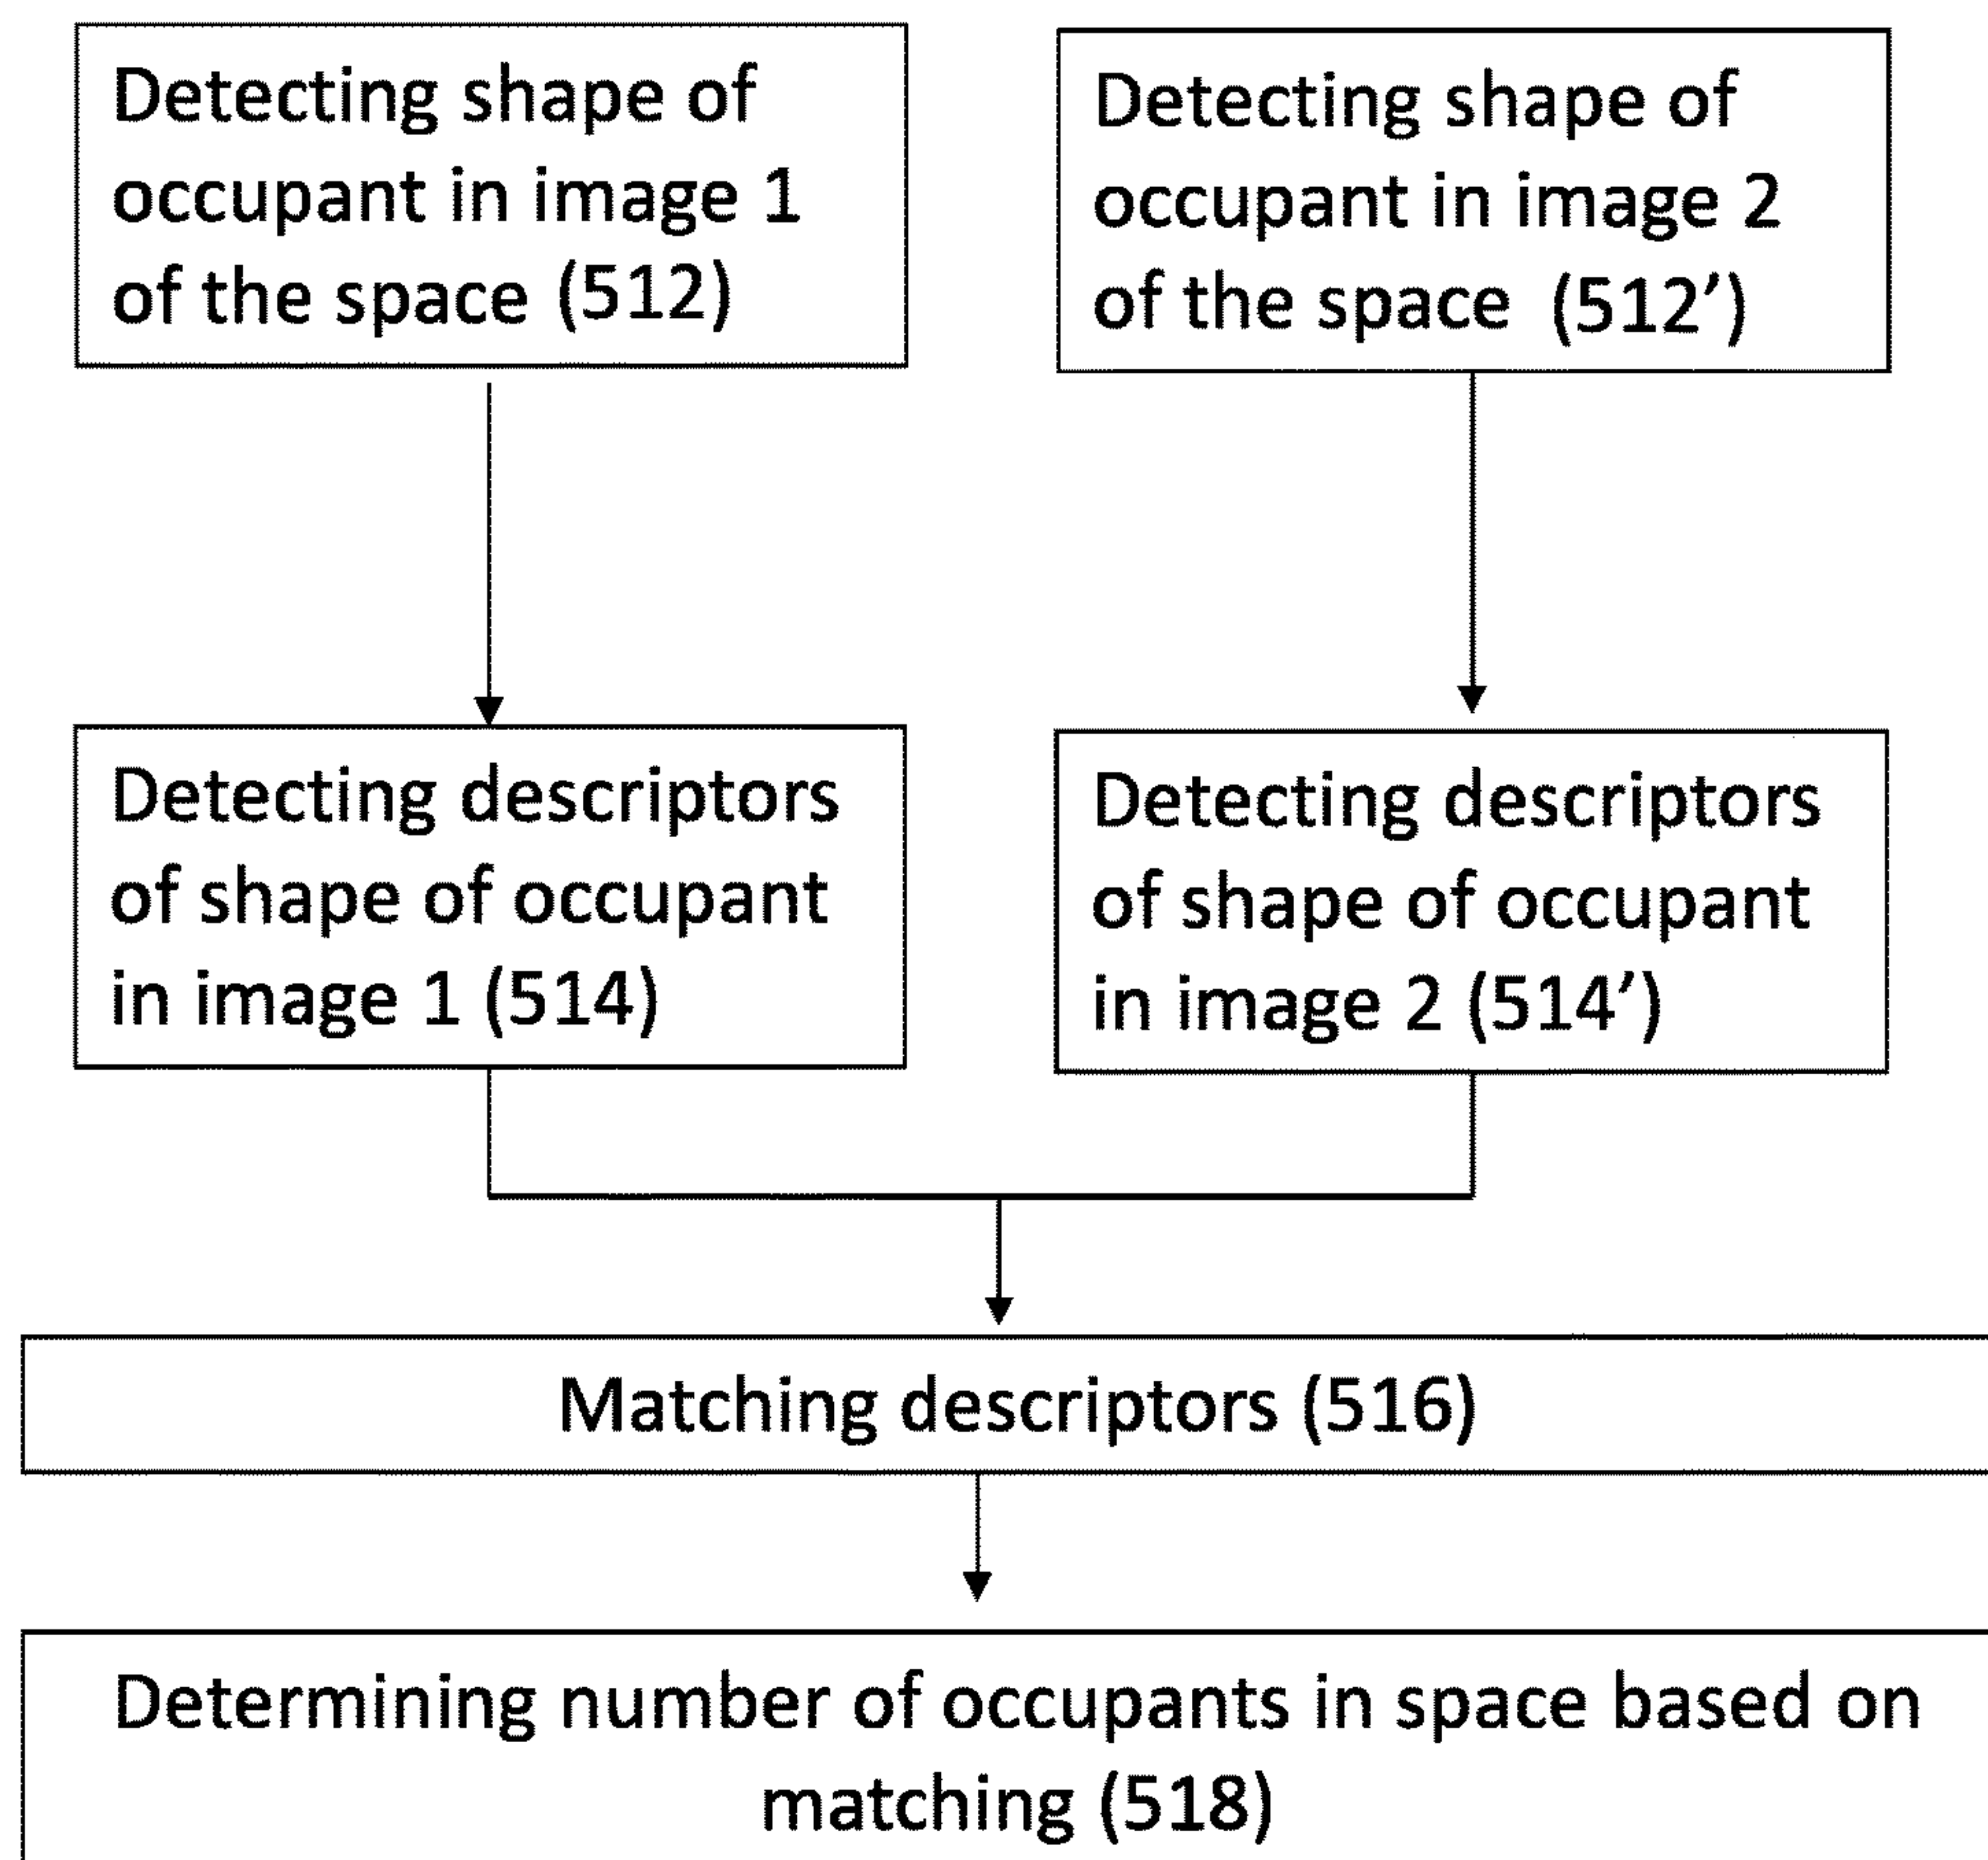 Detecting shape of
occupant in image 1
of the space (512)
Detecting shape of
occupant in image 2
of the space (512’)
Detecting descriptors
of shape of occupant
in image 1 (514)
Detecting descriptors
of shape of occupant
in image 2 (514’)
Matching descriptors (516)
Determining number of occupants in space based on
matching (518)